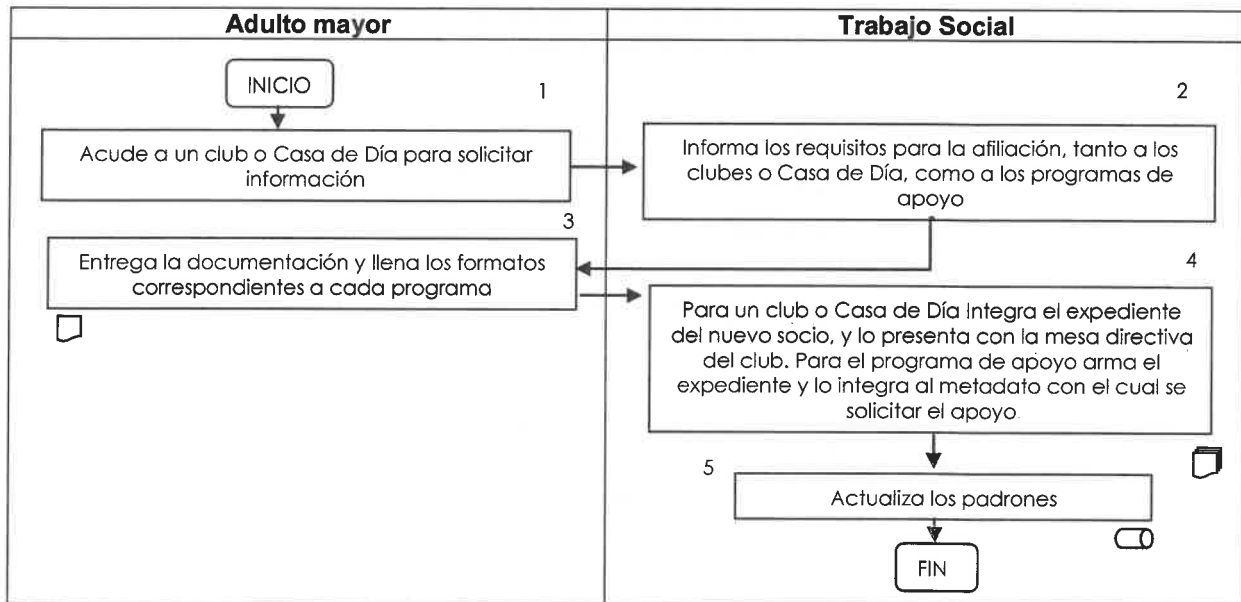 Adulto mayor
Trabajo Social
INICIO
1
2
Acude a un club o Casa de Día para solicitar
información
Informa los requisitos para la afiliación, tanto a los
clubes o Casa de Día, como a los programas de
apoyo
3
4
Entrega la documentación y llena los formatos
correspondientes a cada programa
Para un club o Casa de Día Integra el expediente
del nuevo socio, y lo presenta con la mesa directiva
del club. Para el programa de apoyo arma el
expediente y lo integra al metadato con el cual se
solicitar el apoyo
5
Actualiza los padrones
FIN